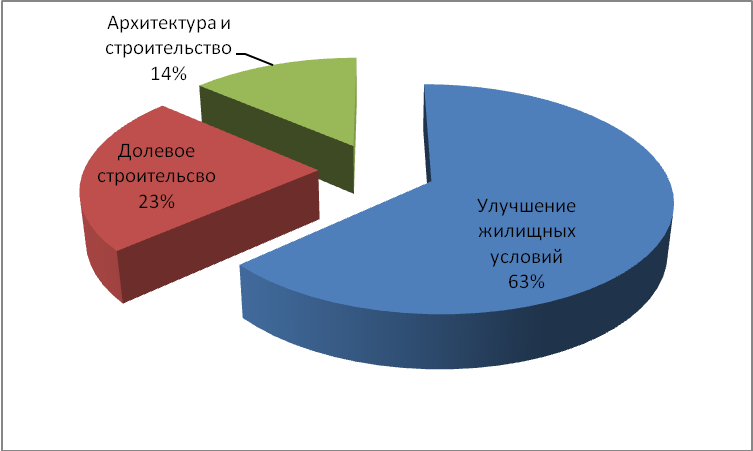 Архитектура и
строительство
14%
Долевое
строительсво
23%
Улучшение
жилищных
условий
63%